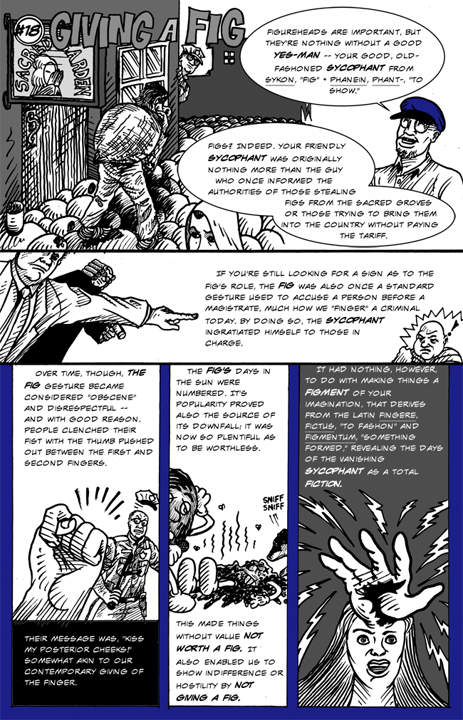 #18 GIVING A FIG
SACRED GARDEN
FIGUREHEADS ARE IMPORTANT, BUT
THEY'RE NOTHING WITHOUT A GOOD
YES-MAN -- YOUR GOOD, OLD-
FASHIONED SYCOPHANT FROM
SYKON, "FIG" + PHANEIN, PHANT-, "TO
SHOW."
FIGS? INDEED. YOUR FRIENDLY
SYCOPHANT WAS ORIGINALLY
NOTHING MORE THAN THE GUY
WHO ONCE INFORMED THE
AUTHORITIES OF THOSE STEALING
FIGS FROM THE SACRED GROVES
OR THOSE TRYING TO BRING THEM
INTO THE COUNTRY WITHOUT PAYING
THE TARIFF.
IF YOU'RE STILL LOOKING FOR A SIGN AS TO THE
FIG'S ROLE, THE FIG WAS ALSO ONCE A STANDARD
GESTURE USED TO ACCUSE A PERSON BEFORE A
MAGISTRATE, MUCH HOW WE "FINGER" A CRIMINAL
TODAY. BY DOING SO, THE SYCOPHANT
INGRATIATED HIMSELF TO THOSE IN
CHARGE.
OVER TIME, THOUGH, THE
FIG GESTURE BECAME
CONSIDERED "OBSCENE"
AND DISRESPECTFUL --
AND WITH GOOD REASON.
PEOPLE CLENCHED THEIR
FIST WITH THE THUMB PUSHED
OUT BETWEEN THE FIRST AND
SECOND FINGERS.
THEIR MESSAGE WAS, "KISS
MY POSTERIOR CHEEKS!"
SOMEWHAT AKIN TO OUR
CONTEMPORARY GIVING OF
THE FINGER.
THE FIG'S DAYS IN
THE SUN WERE
NUMBERED. IT'S
POPULARITY PROVED
ALSO THE SOURCE OF
ITS DOWNFALL; IT WAS
NOW SO PLENTIFUL AS
TO BE WORTHLESS.
SNIFF
SNIFF
!!!
THIS MADE THINGS
WITHOUT VALUE NOT
WORTH A FIG. IT
ALSO ENABLED US TO
SHOW INDIFFERENCE OR
HOSTILITY BY NOT
GIVING A FIG.
IT HAD NOTHING, HOWEVER,
TO DO WITH MAKING THINGS A
FIGMENT OF YOUR
IMAGINATION, THAT DERIVES
FROM THE LATIN FINGERE,
FICTUS, "TO FASHON" AND
FIGMENTUM, "SOMETHING
FORMED," REVEALING THE DAYS
OF THE VANISHING
SYCOPHANT AS A TOTAL
FICTION.